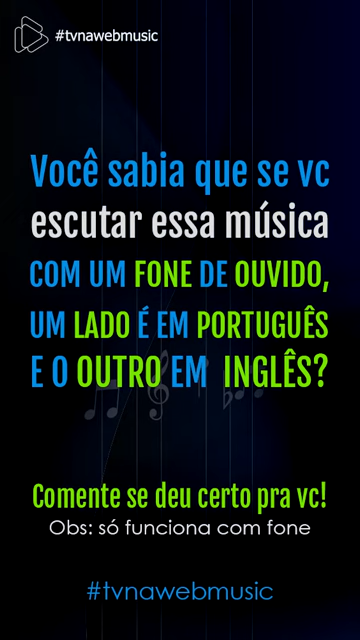 #tvnawebmusic
Você sabia que se vc
escutar essa música
COM UM FONE DE OUVIDO,
UM LADO É EM PORTUGUÊS
E O OUTRO EM INGLÊS?
Comente se deu certo pra vc!
Obs: só funciona com fone
#tvnawebmusic